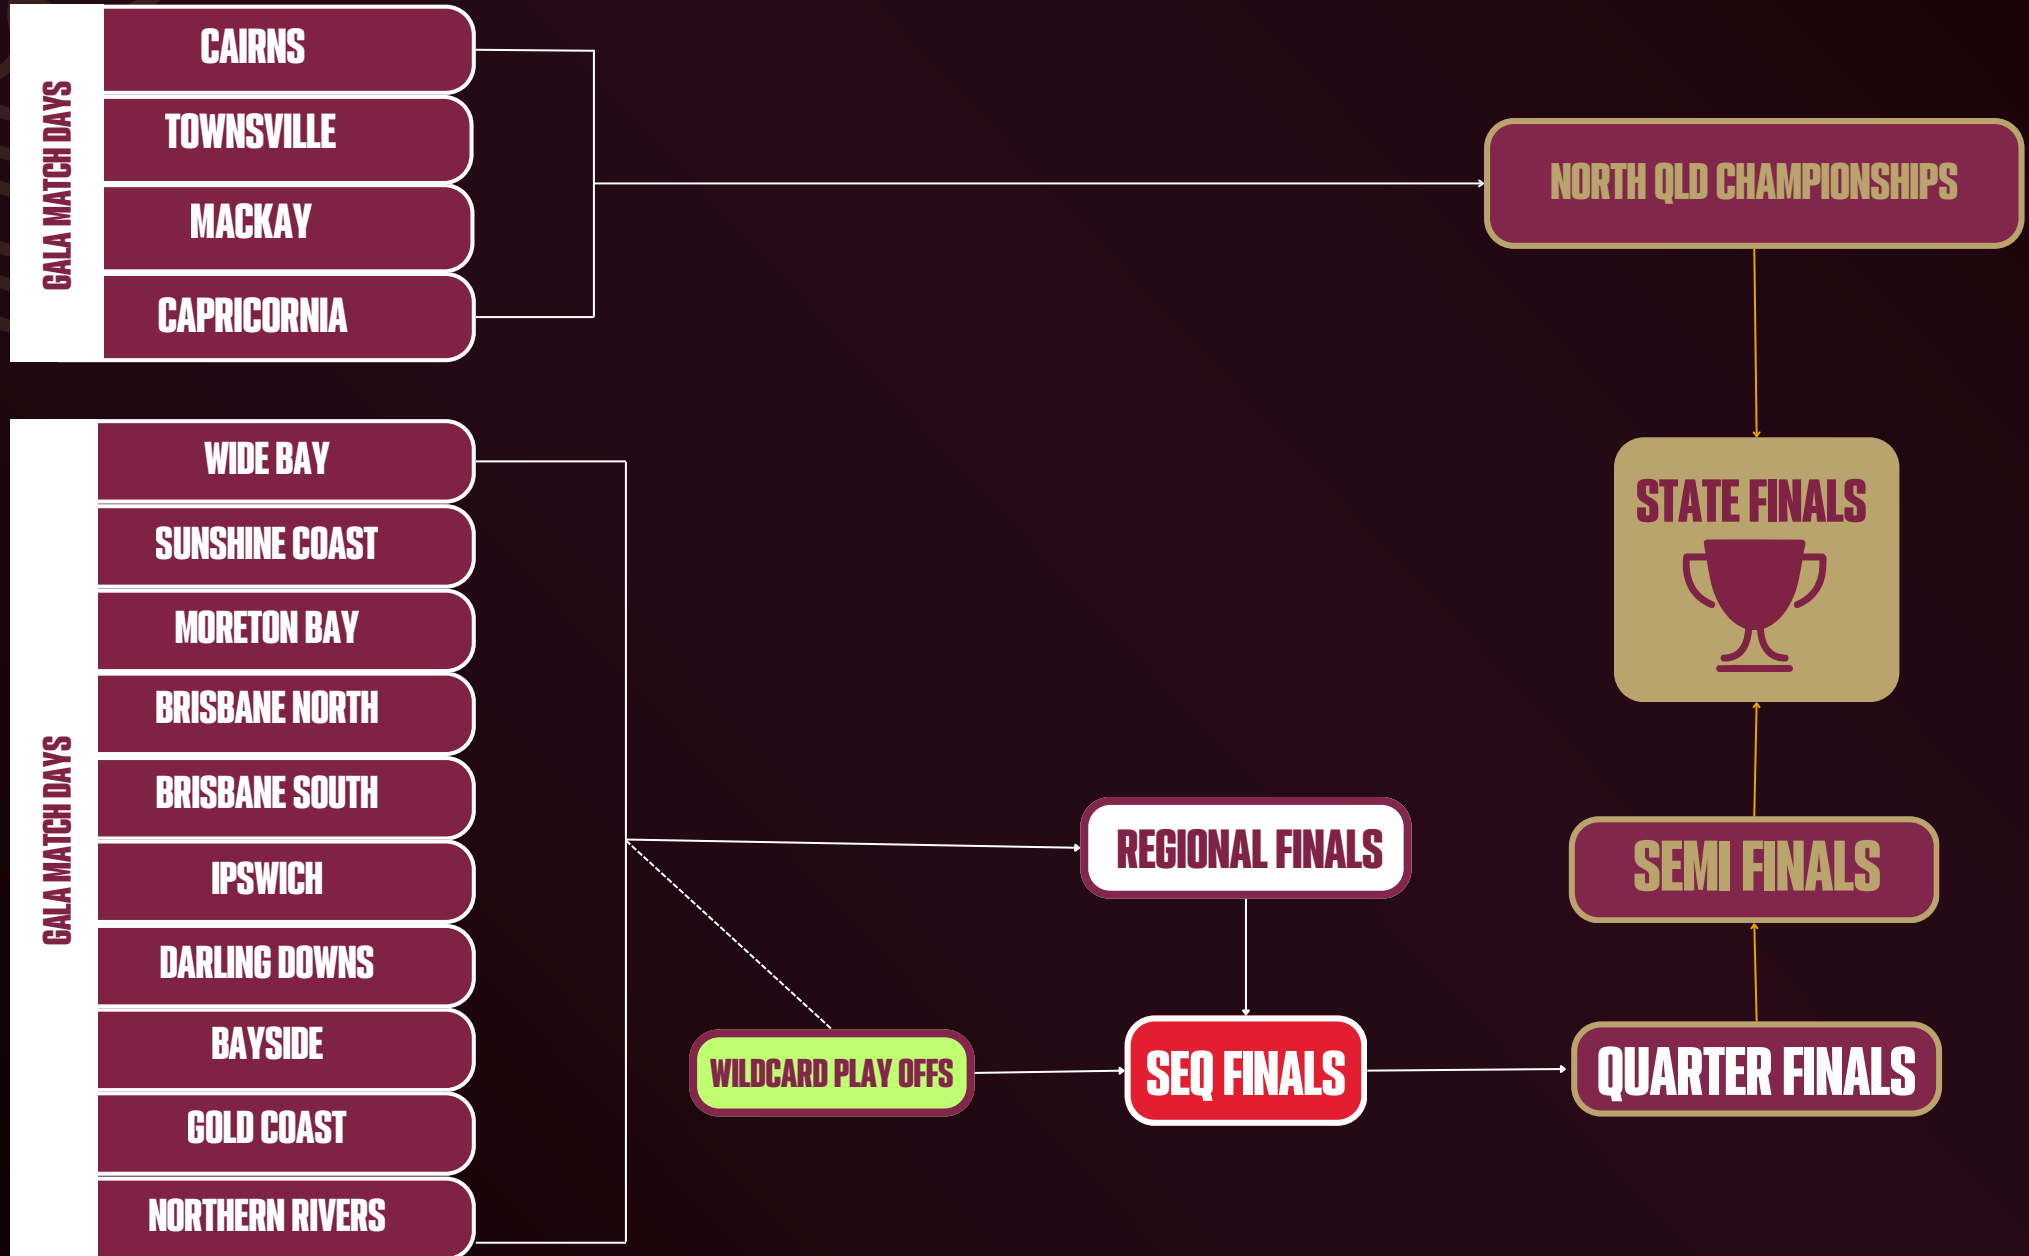 GALA MATCH DAYS
CAIRNS
TOWNSVILLE
MACKAY
CAPRICORNIA
NORTH QLD CHAMPIONSHIPS
STATE FINALS
GALA MATCH DAYS
WIDE BAY
SUNSHINE COAST
MORETON BAY
BRISBANE NORTH
BRISBANE SOUTH
IPSWICH
DARLING DOWNS
BAYSIDE
GOLD COAST
NORTHERN RIVERS
REGIONAL FINALS
WILDCARD PLAY OFFS
SEQ FINALS
QUARTER FINALS
SEMI FINALS